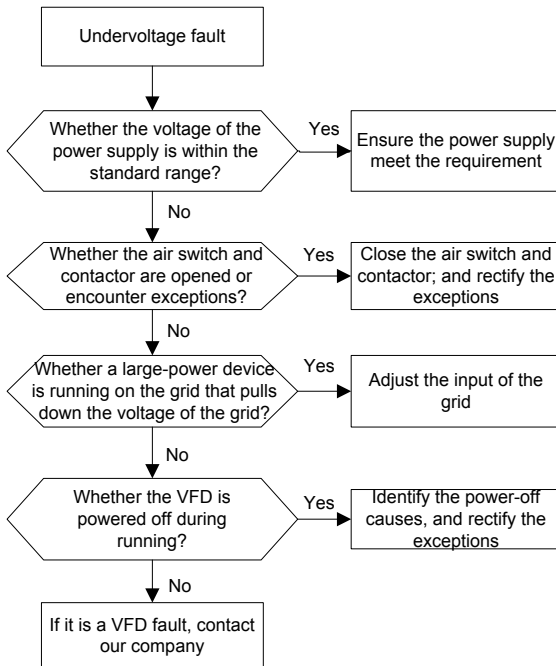 Undervoltage fault
Whether the voltage of the
power supply is within the
standard range?
Yes
Ensure the power supply
meet the requirement
No
Whether the air switch and
contactor are opened or
encounter exceptions?
Yes
Close the air switch and
contactor; and rectify the
exceptions
No
Whether a large-power device
is running on the grid that pulls
down the voltage of the grid?
Yes
Adjust the input of the
grid
No
Whether the VFD is
powered off during
running?
Yes
Identify the power-off
causes, and rectify the
exceptions
No
If it is a VFD fault, contact
our company